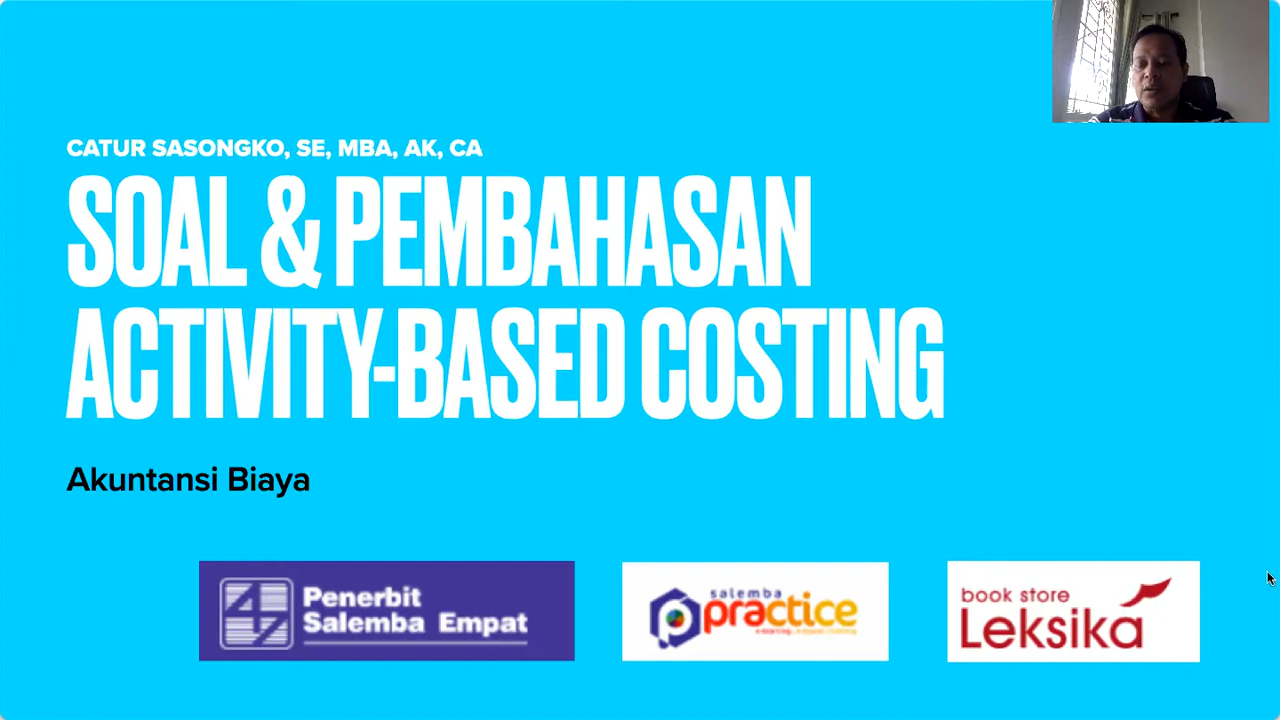 CATUR SASONGKO, SE, MBA, AK, CA
SOAL & PEMBAHASAN
ACTIVITY-BASED COSTING
Akuntansi Biaya
Penerbit
Salemba Empat
salemba
practice
book store
Leksika